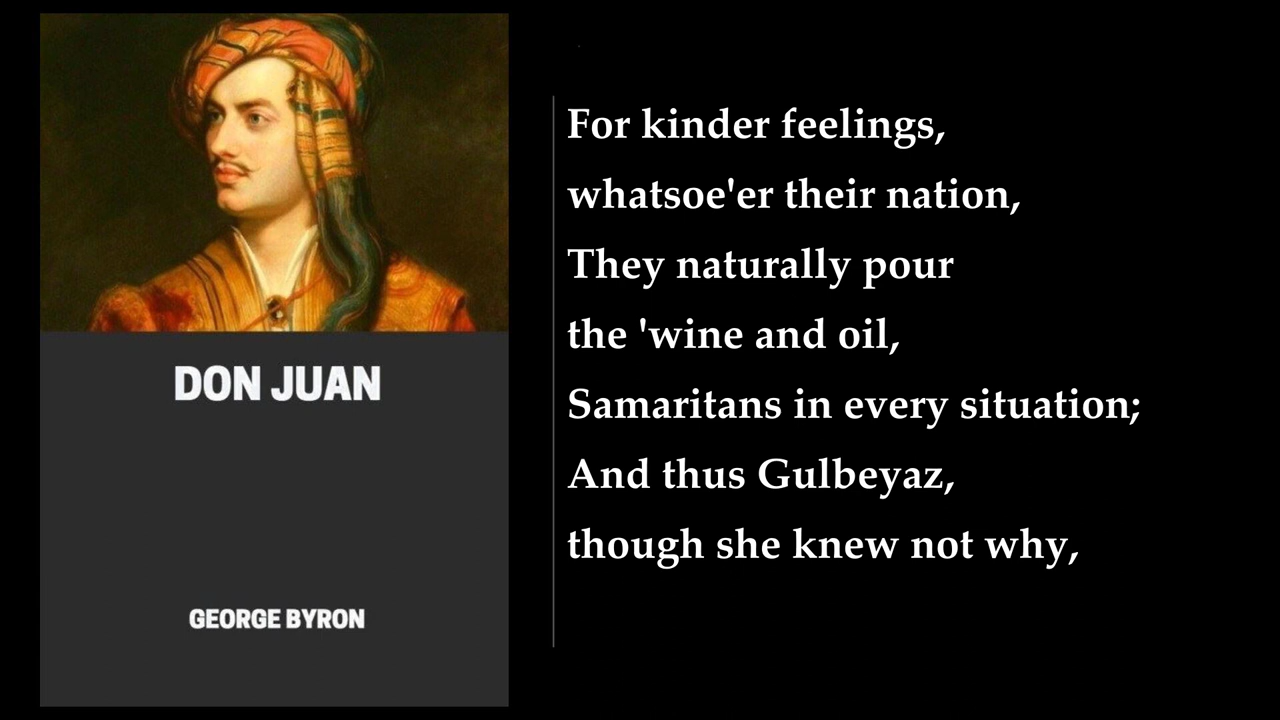 DON JUAN
GEORGE BYRON
For kinder feelings,
whatsoe'er their nation,
They naturally pour
the 'wine and oil,
Samaritans in every situation;
And thus Gulbeyaz,
though she knew not why,